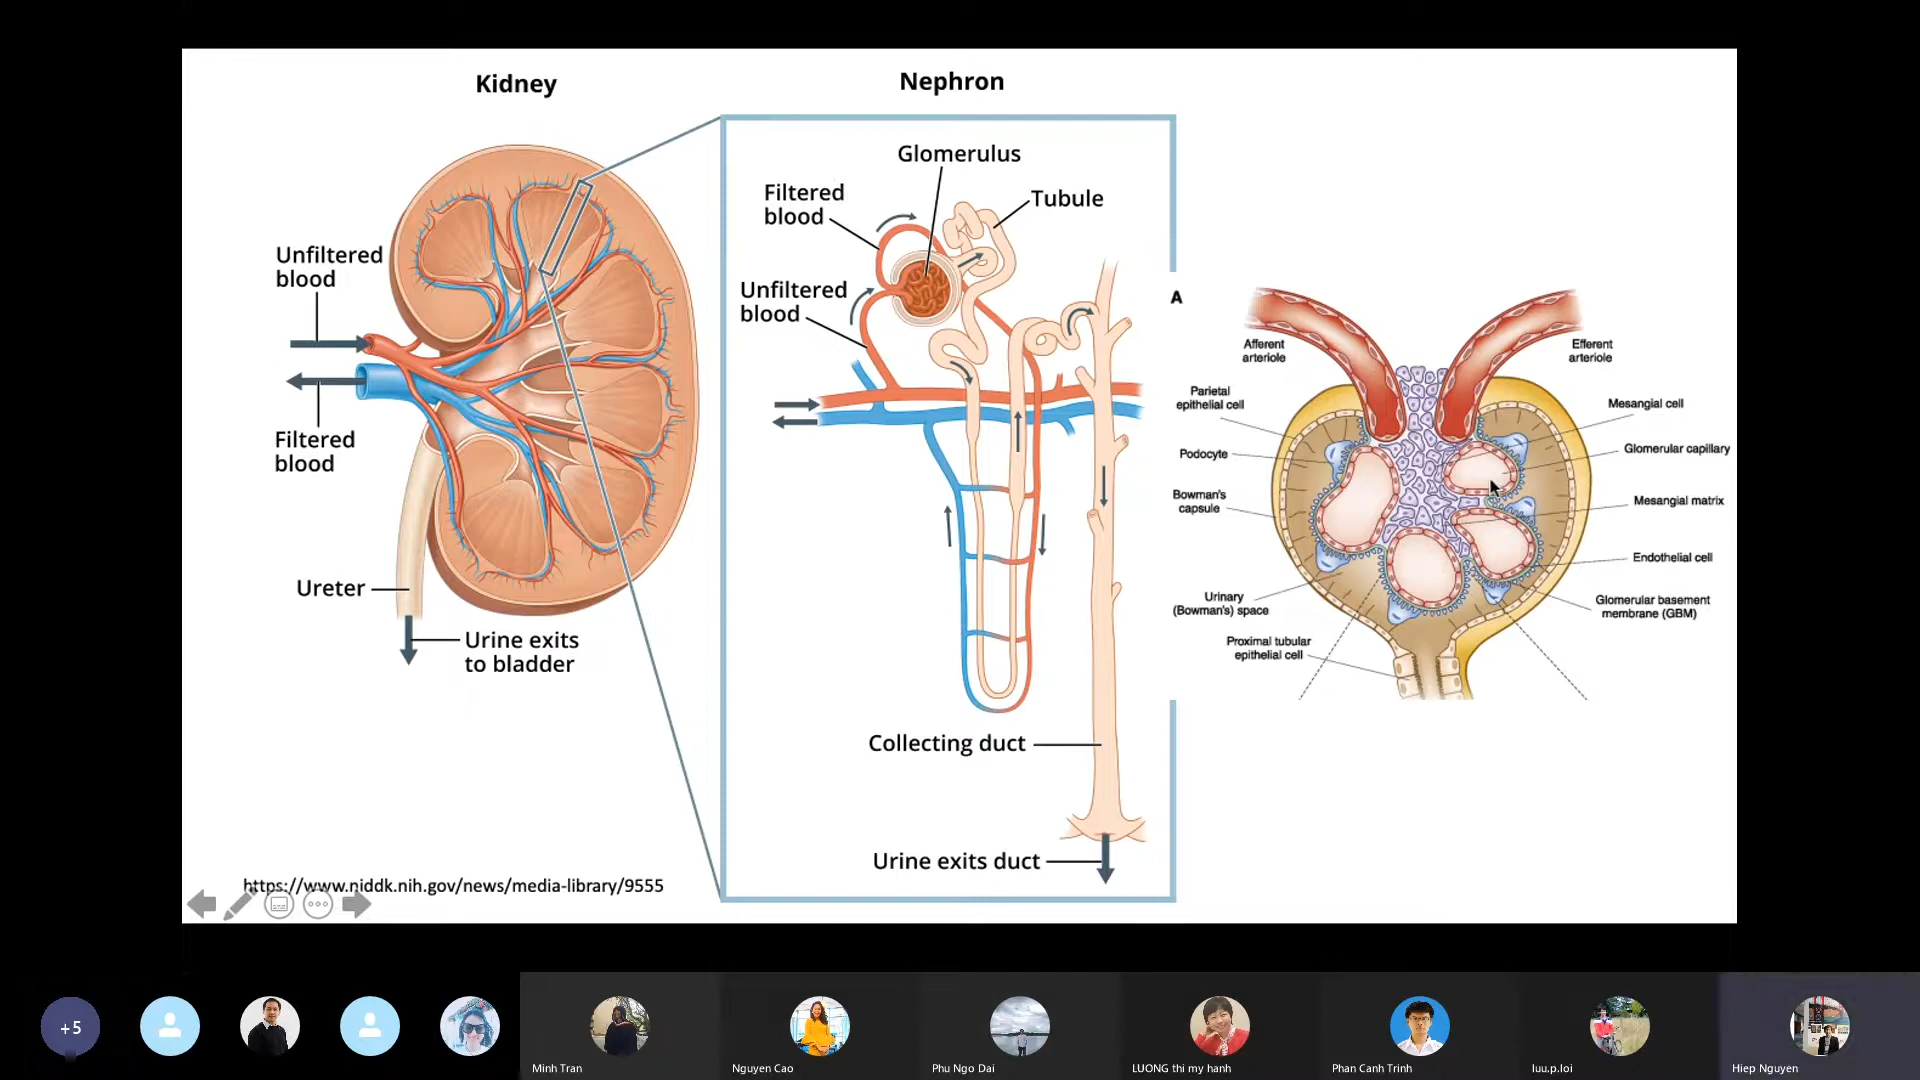 Kidney
Nephron
Unfiltered
blood
Filtered
blood
Ureter
Urine exits
to bladder
Glomerulus
Filtered
blood
Tubule
Unfiltered
blood
Collecting duct
Urine exits duct
A
Afferent
arteriole
Efferent
arteriole
Parietal
epithelial cell
Mesangial cell
Podocyte
Glomerular capillary
Bowman's
capsule
Mesangial matrix
Endothelial cell
Urinary
(Bowman's) space
Glomerular basement
membrane (GBM)
Proximal tubular
epithelial cell
https://www.niddk.nih.gov/news/media-library/9555
+5
Minh Tran
Nguyen Cao
Phu Ngo Dai
LUONG thi my hanh
Phan Canh Trinh
luu.p.loi
Hiep Nguyen